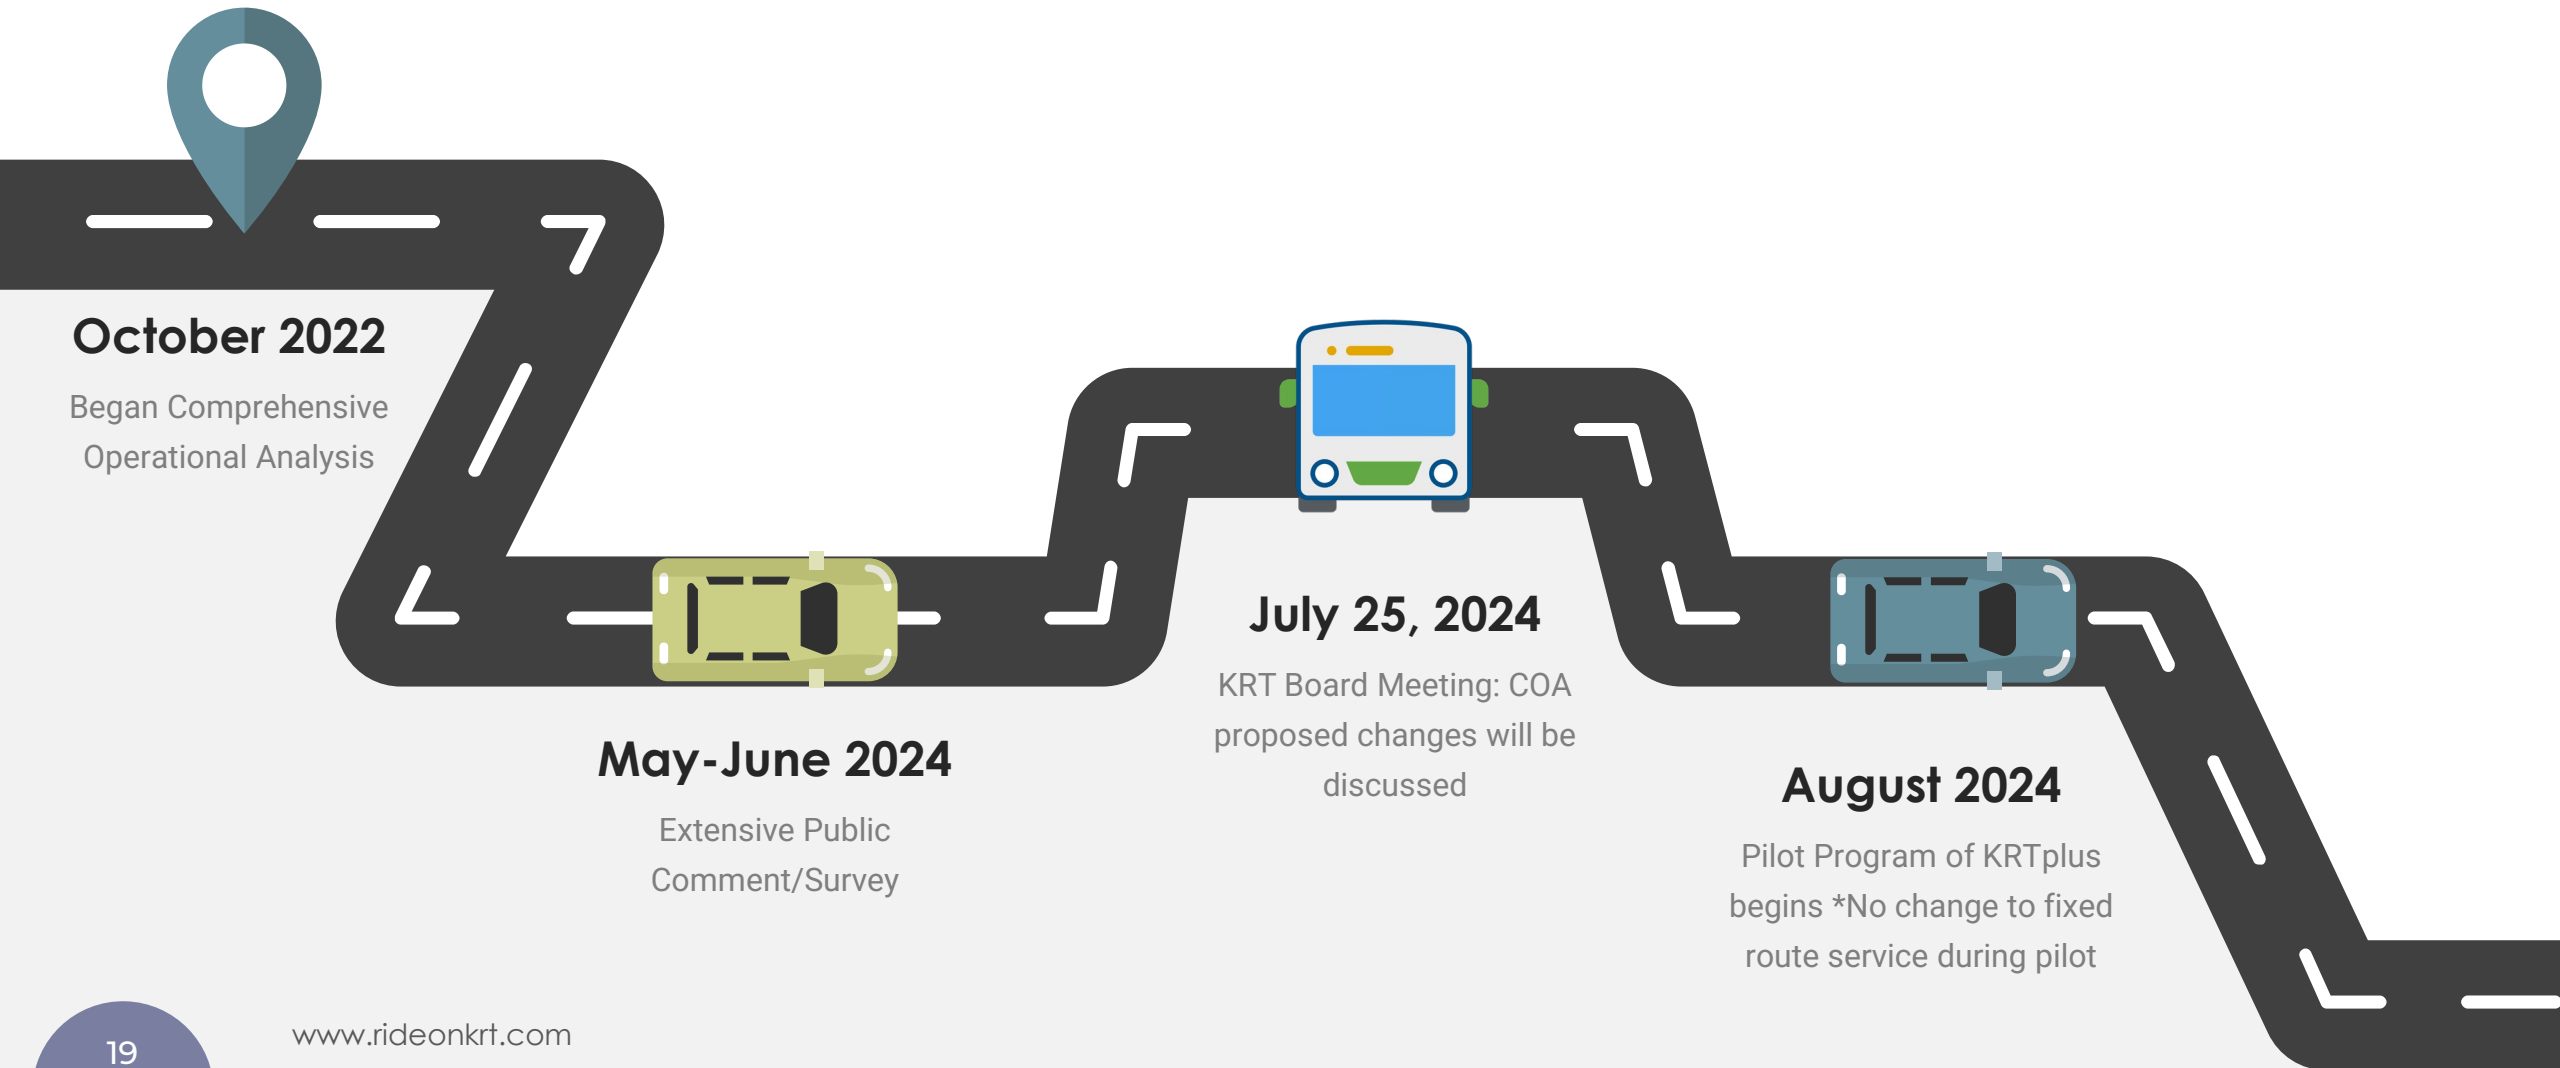 October 2022
Began Comprehensive
Operational Analysis
May-June 2024
Extensive Public
Comment/Survey
July 25, 2024
KRT Board Meeting: COA
proposed changes will be
discussed
August 2024
Pilot Program of KRTplus
begins *No change to fixed
route service during pilot
19
www.rideonkrt.com